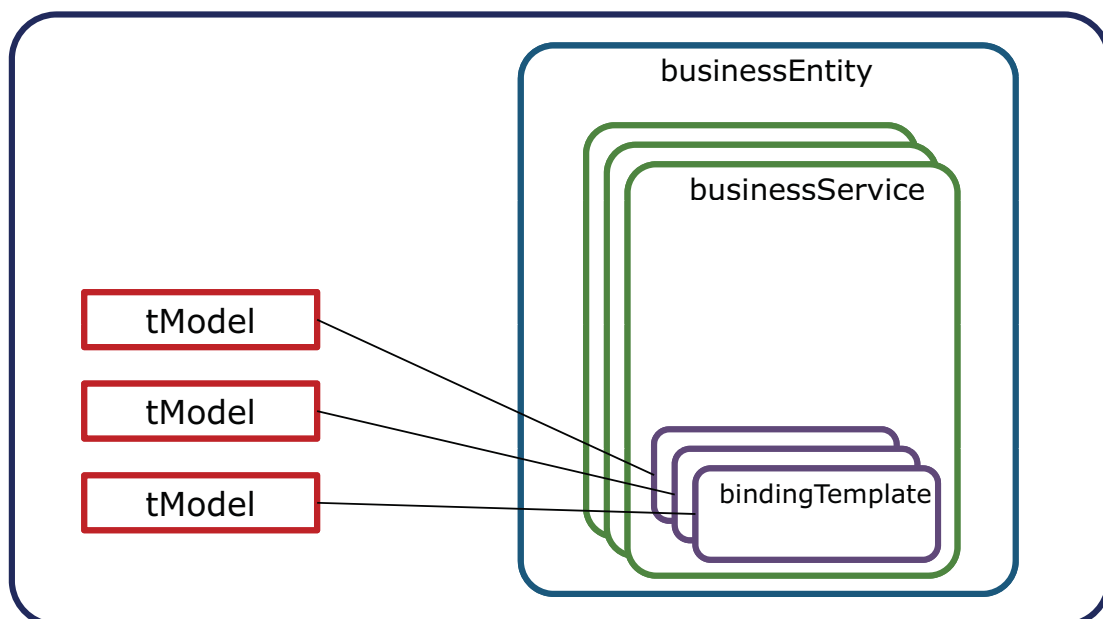 businessEntity
businessService
tModel
tModel
tModel
bindingTemplate